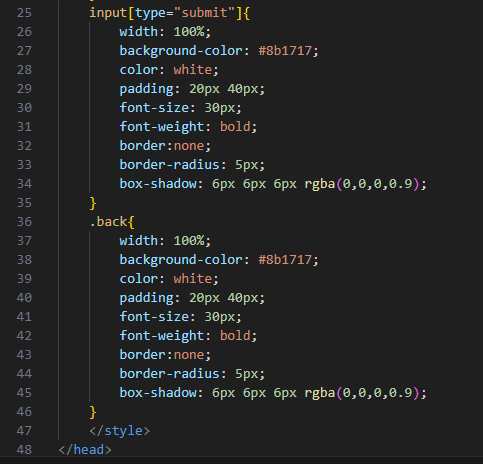 25 input[type="submit"]{
26 width: 100%;
27 background-color: #8b1717;
28 color: white;
29 padding: 20px 40px;
30 font-size: 30px;
31 font-weight: bold;
32 border:none;
33 border-radius: 5px;
34 box-shadow: 6px 6px 6px rgba(0,0,0,0.9);
35 }
36 .back{
37 width: 100%;
38 background-color: #8b1717;
39 color: white;
40 padding: 20px 40px;
41 font-size: 30px;
42 font-weight: bold;
43 border:none;
44 border-radius: 5px;
45 box-shadow: 6px 6px 6px rgba(0,0,0,0.9);
46 }
47 </style>
48 </head>